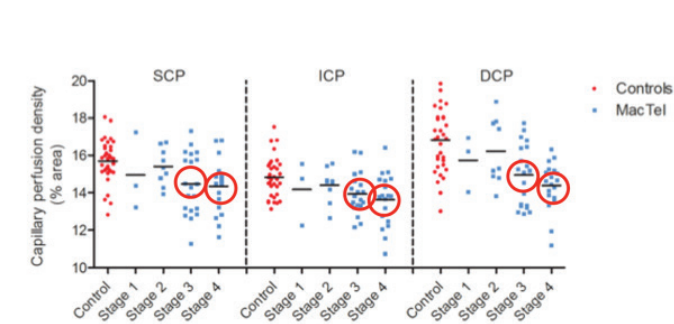 SCP ICP DCP
Controls
MacTel
Capillary perfusion density
(% area)
20
18
16
14
12
10
Control Stage 1 Stage 2 Stage 3 Stage 4 Control Stage 1 Stage 2 Stage 3 Stage 4 Control Stage 1 Stage 2 Stage 3 Stage 4